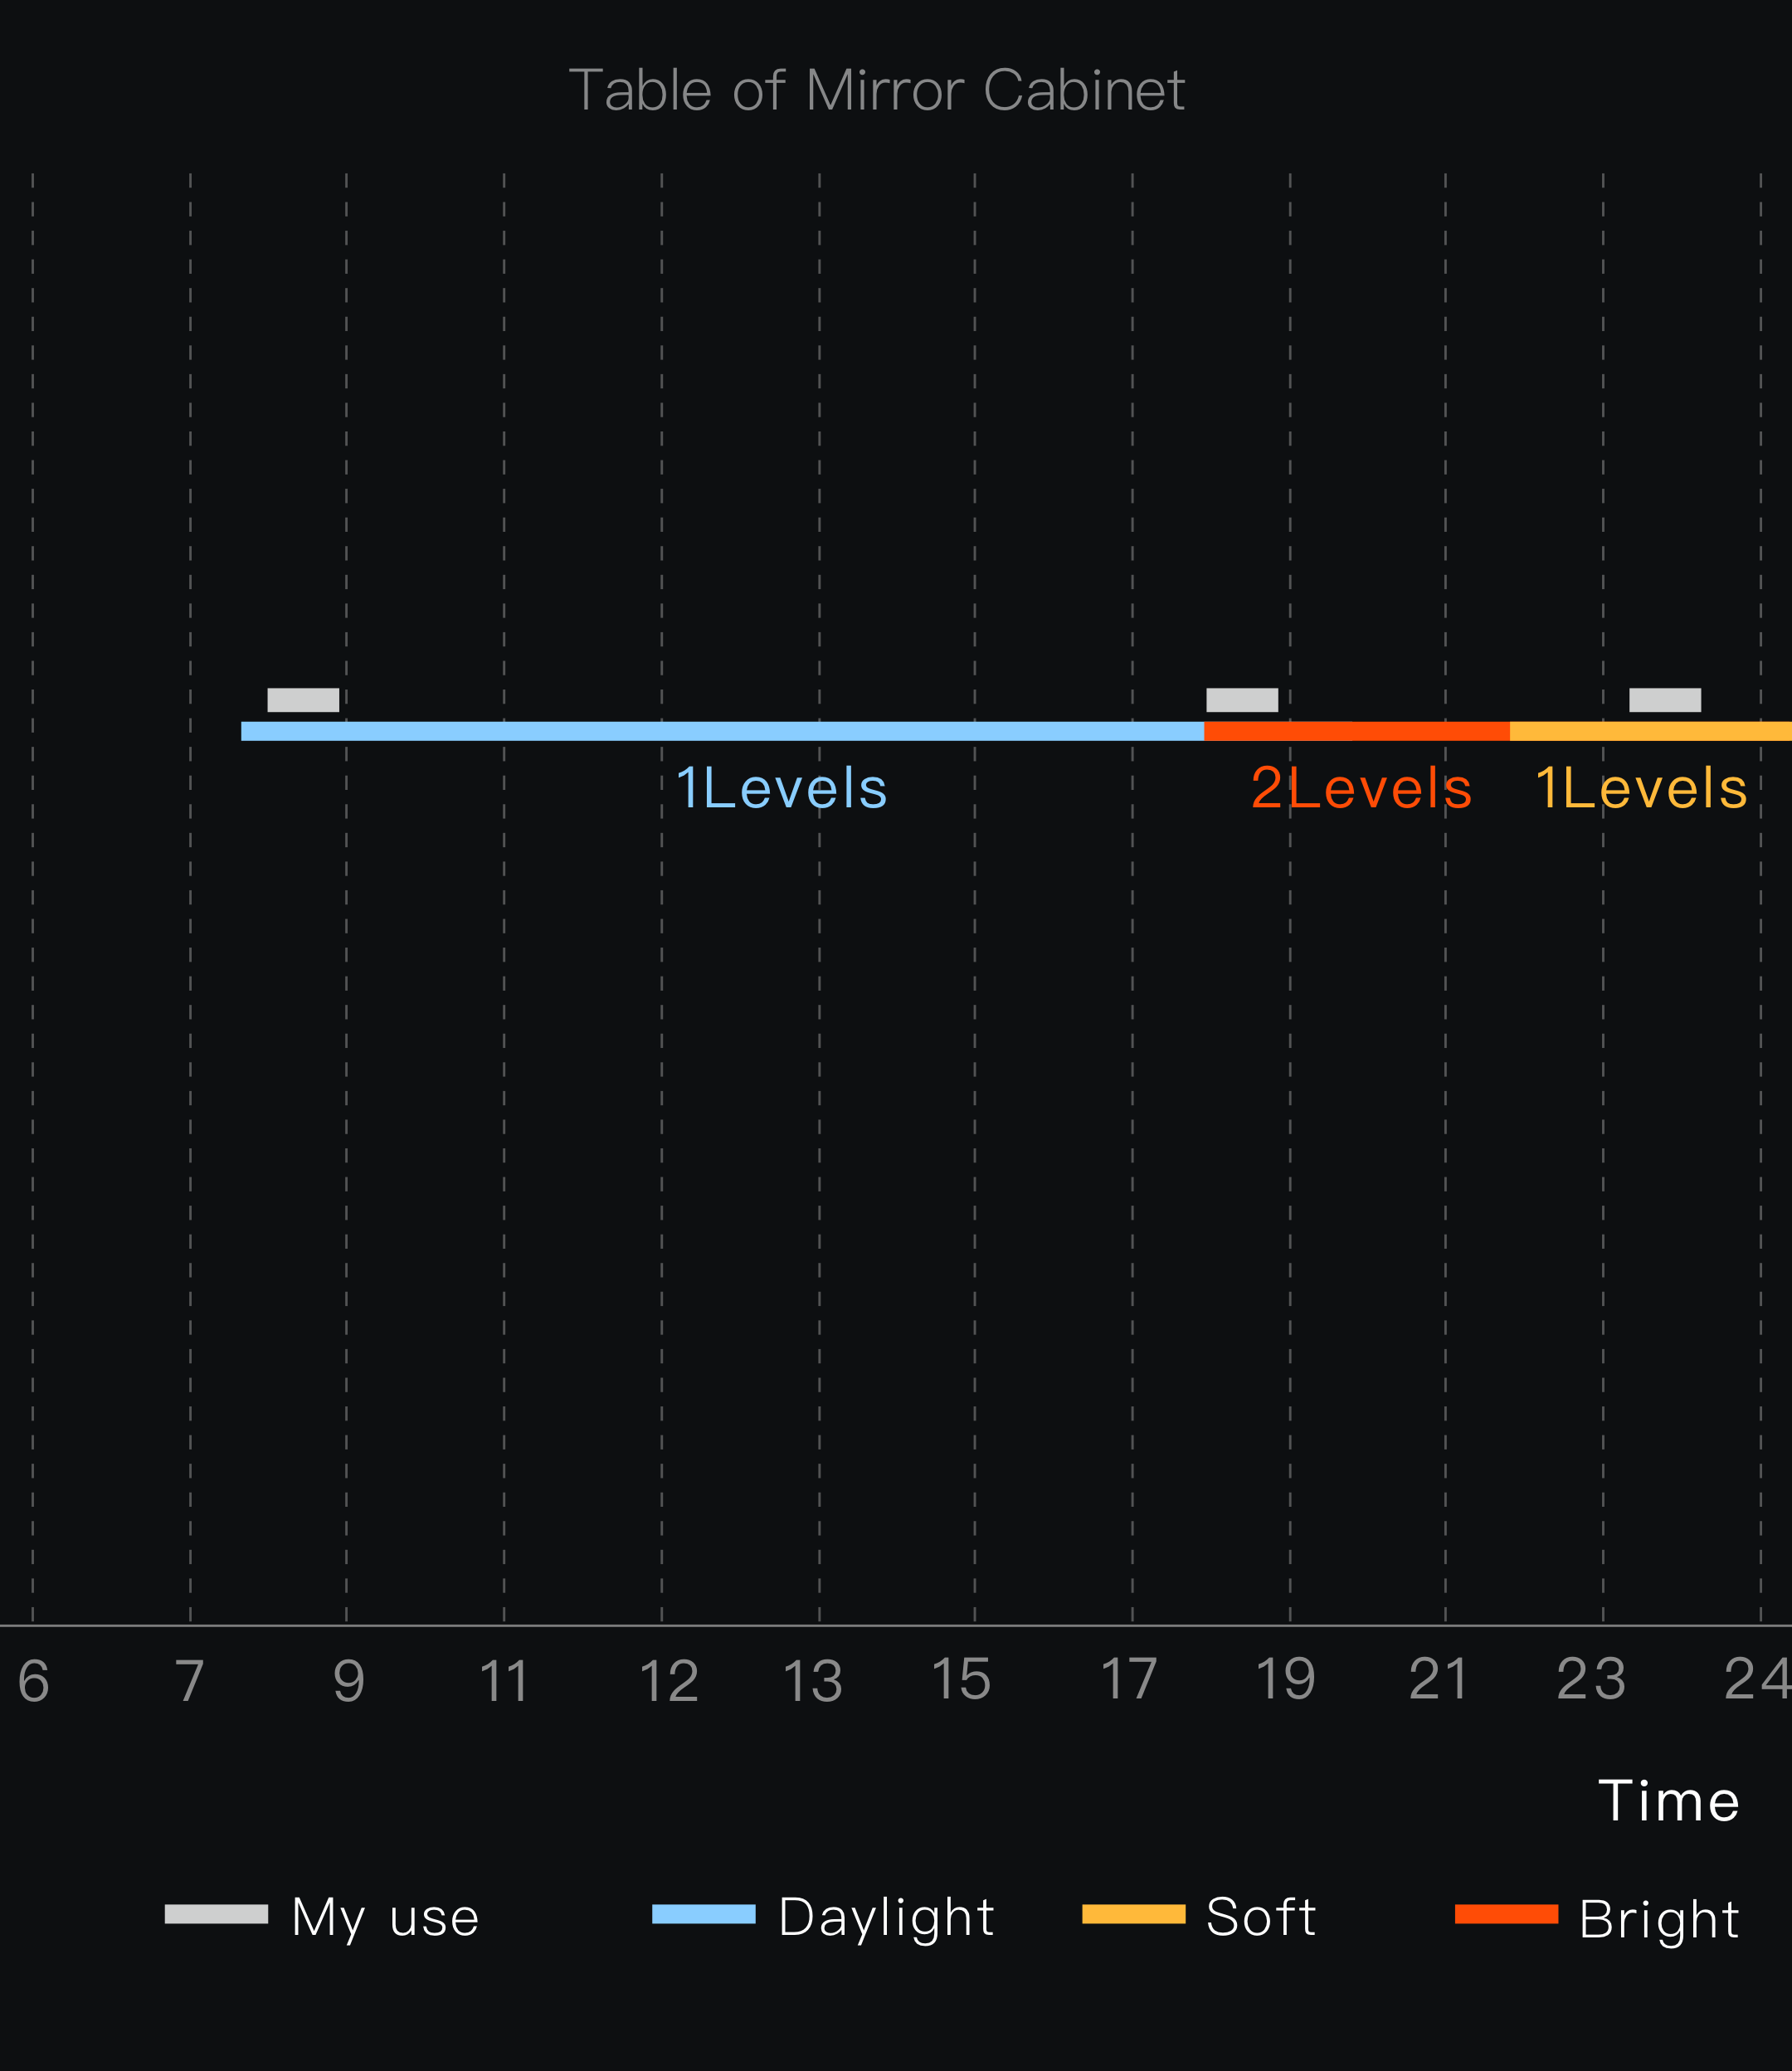 Table of Mirror Cabinet
1Levels 2Levels 1Levels
6 7 9 11 12 13 15 17 19 21 23 24
Time
My use Daylight Soft Bright